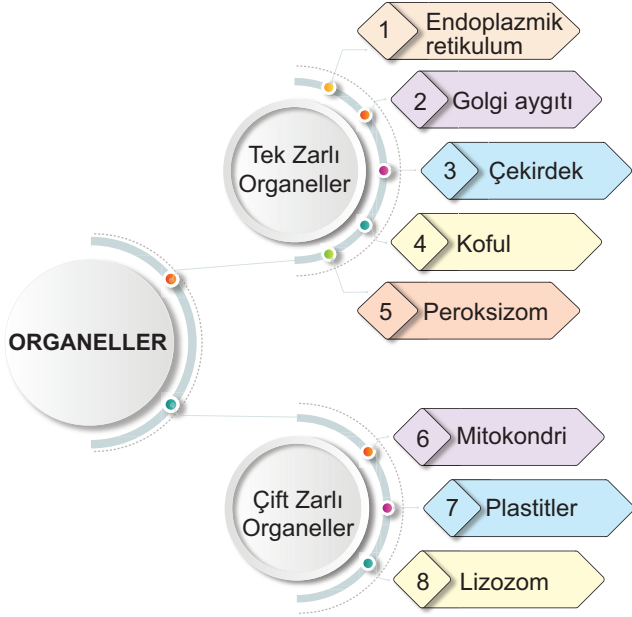 ORGANELLER
Tek Zarlı
Organeller
1
Endoplazmik
retikulum
2
Golgi aygıtı
3
Çekirdek
4
Koful
5
Peroksizom
Çift Zarlı
Organeller
6
Mitokondri
7
Plastitler
8
Lizozom